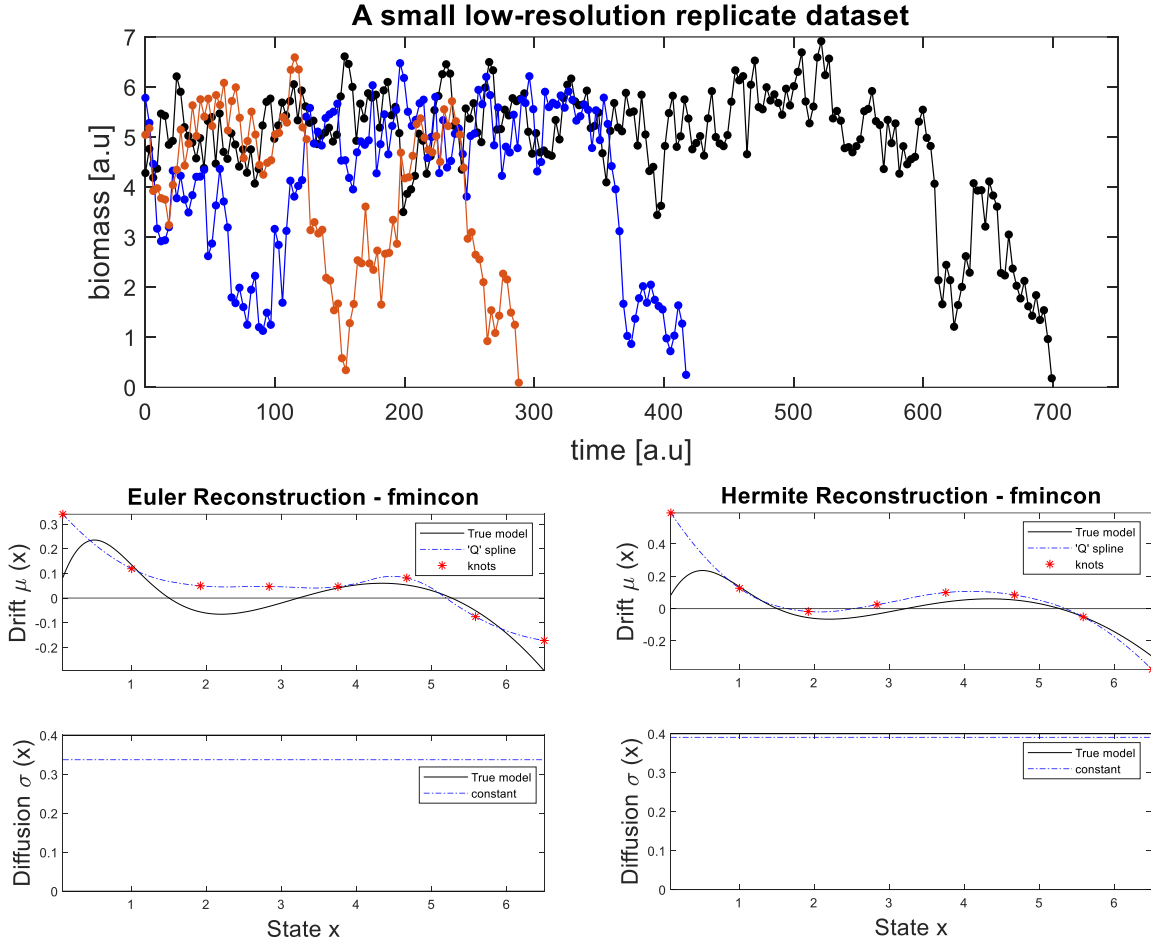 A small low-resolution replicate dataset
7
6
5
4
3
2
1
0
biomass [a.u]
0 100 200 300 400 500 600 700
time [a.u]
Euler Reconstruction - fmincon
0.3
0.2
0.1
0
-0.1
-0.2
Drift μ (x)
True model
'Q' spline
knots
1 2 3 4 5 6
Hermite Reconstruction - fmincon
0.4
0.2
0
-0.2
Drift μ (x)
True model
'Q' spline
knots
1 2 3 4 5 6
0.4
0.3
0.2
0.1
0
Diffusion σ (x)
True model
constant
1 2 3 4 5 6
State x
0.4
0.3
0.2
0.1
0
Diffusion σ (x)
True model
constant
1 2 3 4 5 6
State x